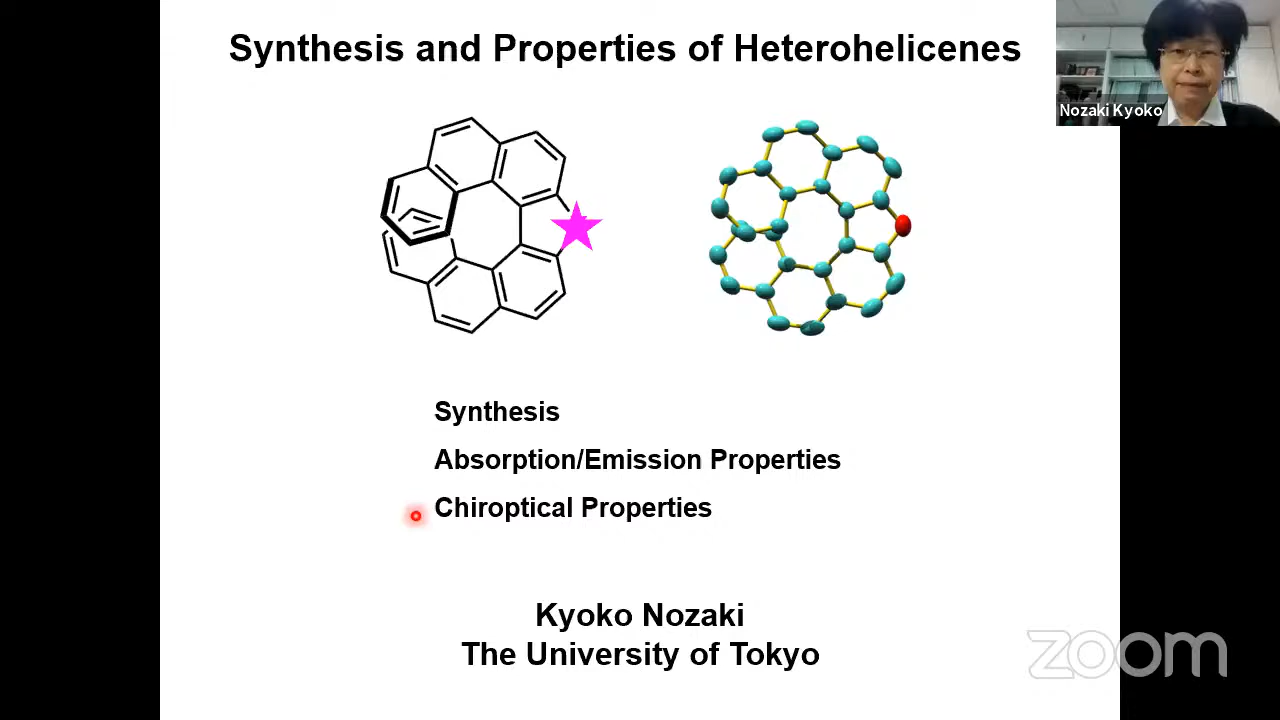 Synthesis and Properties of Heterohelicenes
Nozaki Kyoko
Synthesis
Absorption/Emission Properties
Chiroptical Properties
Kyoko Nozaki
The University of Tokyo
zoom